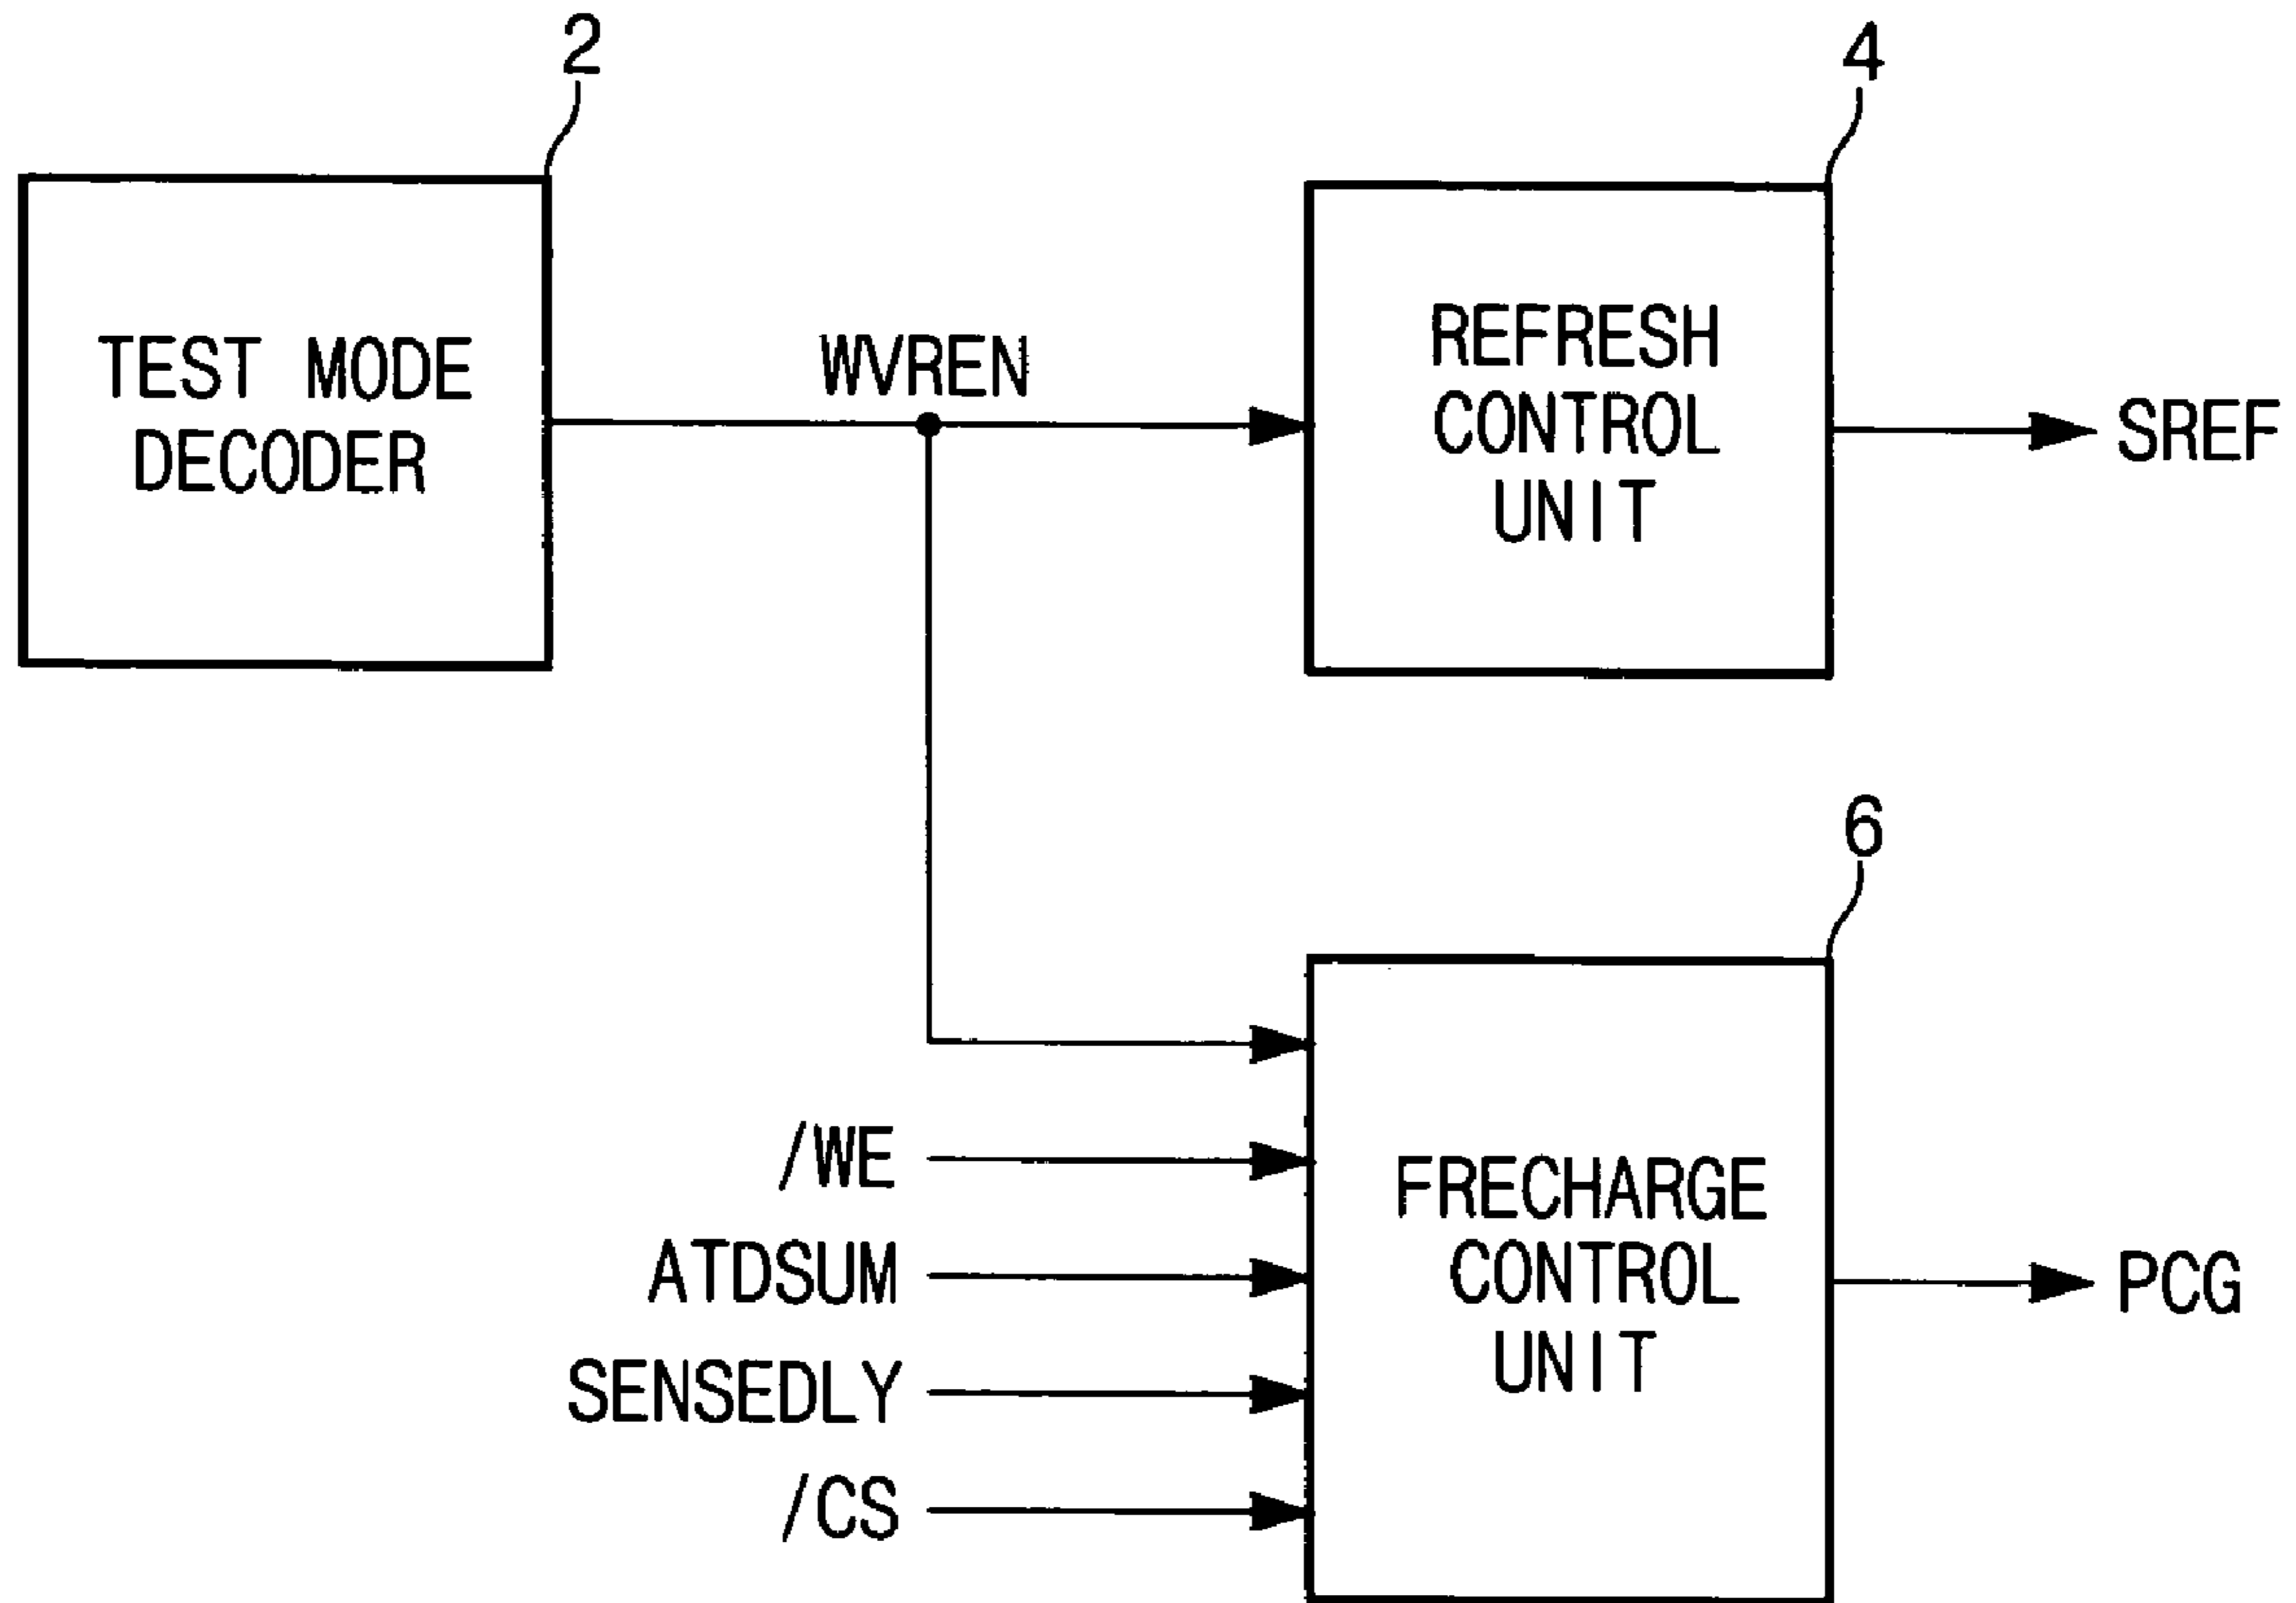 2
4
TEST MODE
DECODER
WVREN
REFRESH
CONTROL
UNIT
SREF
6
/WE
ATDSUM
SENSEDLY
/CS
FRECHARGE
CONTROL
UNIT
PCG